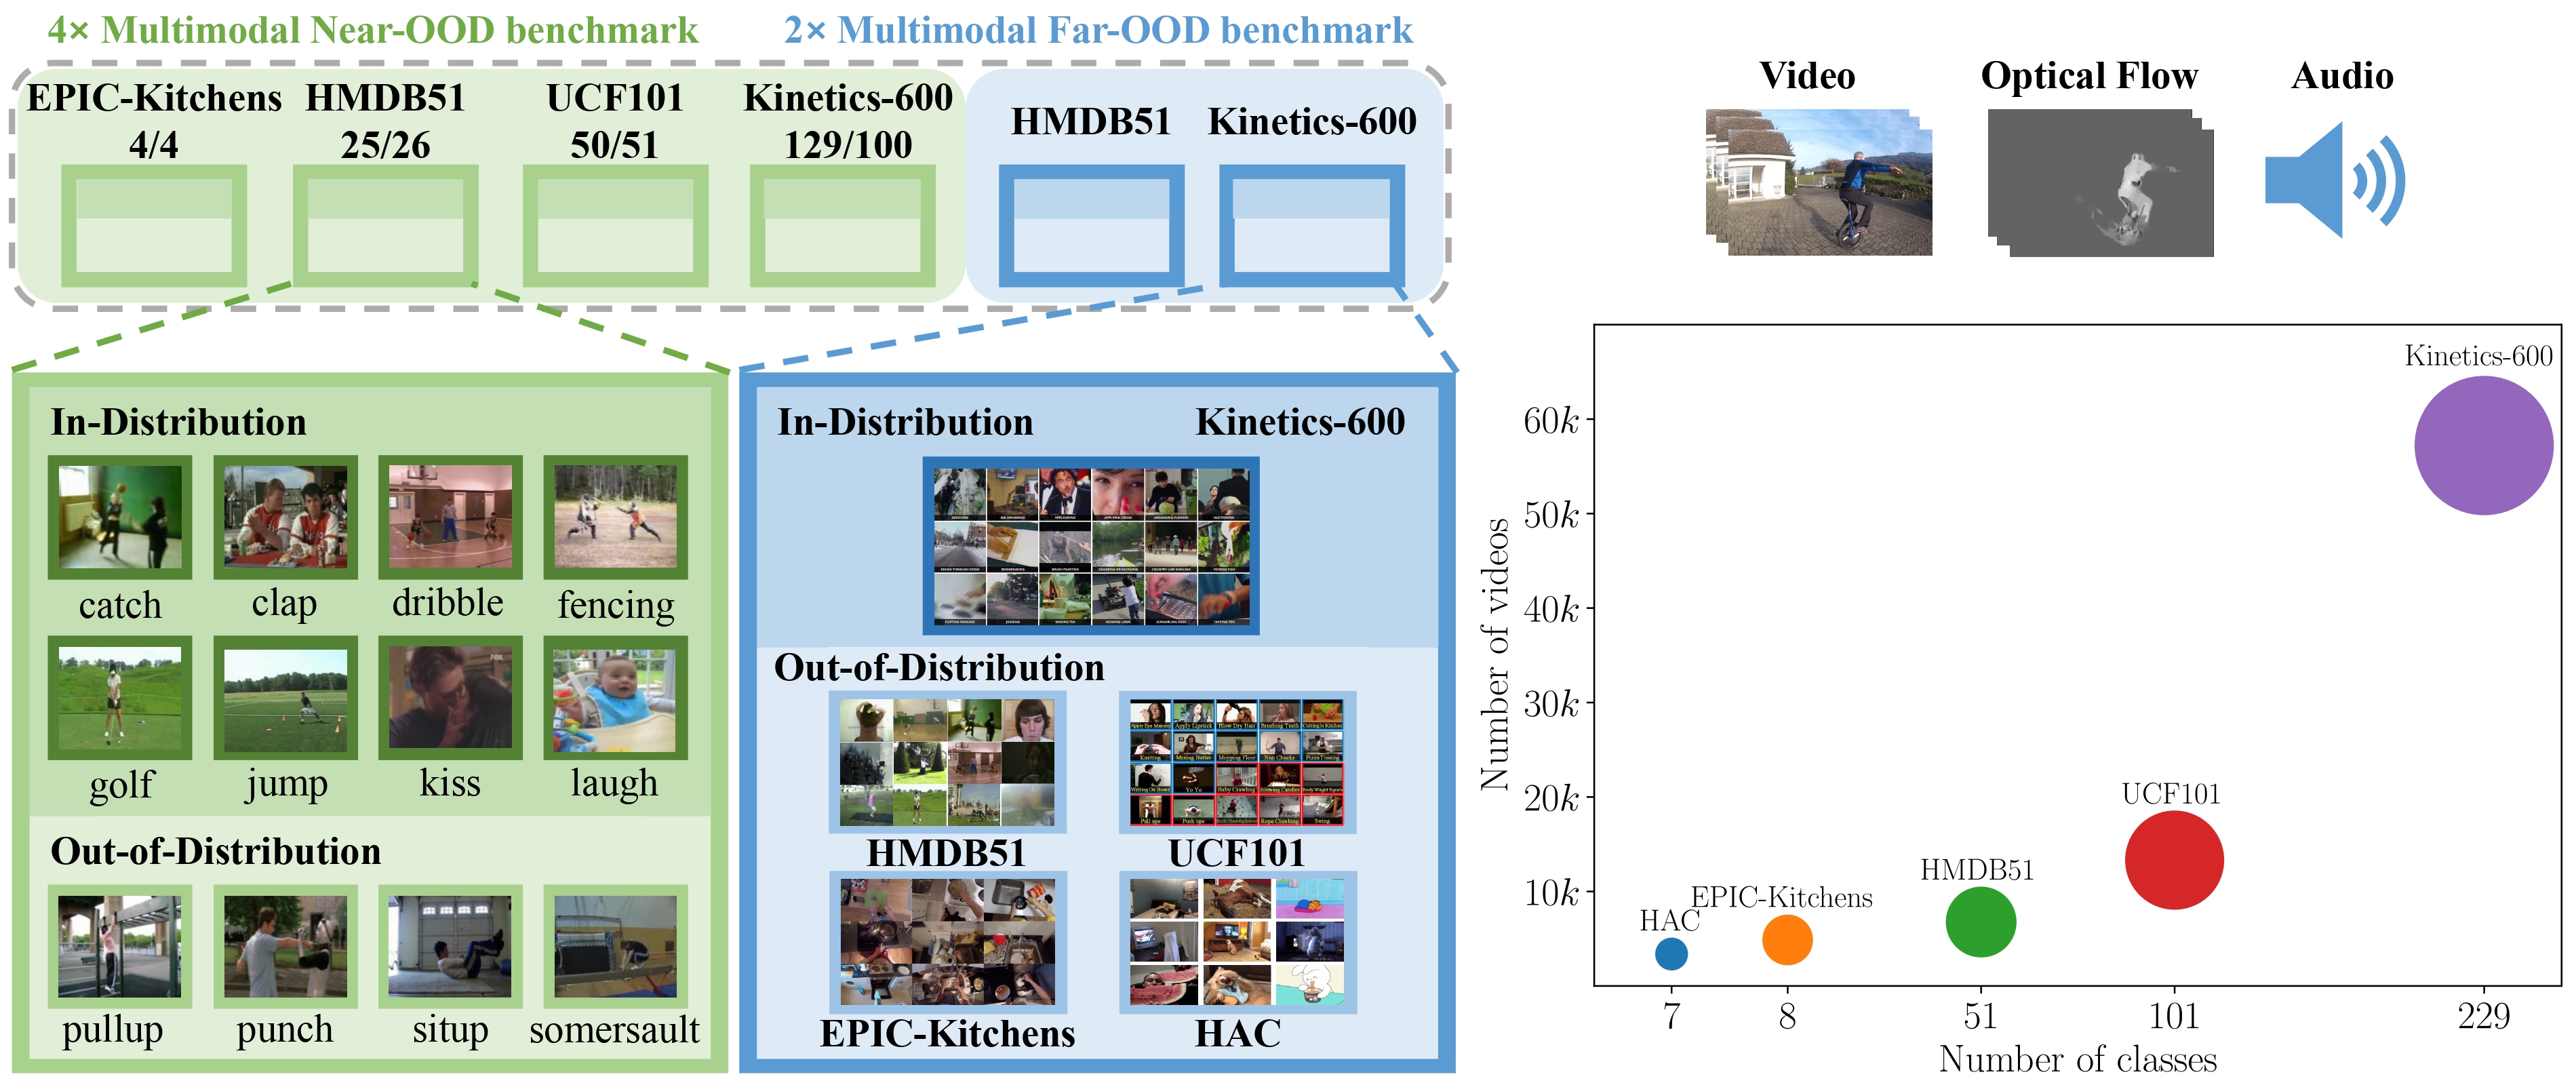 4× Multimodal Near-OOD benchmark
2× Multimodal Far-OOD benchmark
EPIC-Kitchens
4/4
HMDB51
25/26
UCF101
50/51
Kinetics-600
129/100
HMDB51
Kinetics-600
In-Distribution
catch
clap
dribble
fencing
golf
jump
kiss
laugh
Out-of-Distribution
pullup
punch
situp
somersault
In-Distribution
Kinetics-600
Out-of-Distribution
HMDB51
UCF101
EPIC-Kitchens
HAC
Video
Optical Flow
Audio
Number of videos
60k
50k
40k
30k
20k
10k
Kinetics-600
UCF101
HMDB51
EPIC-Kitchens
HAC
7
8
51
101
229
Number of classes